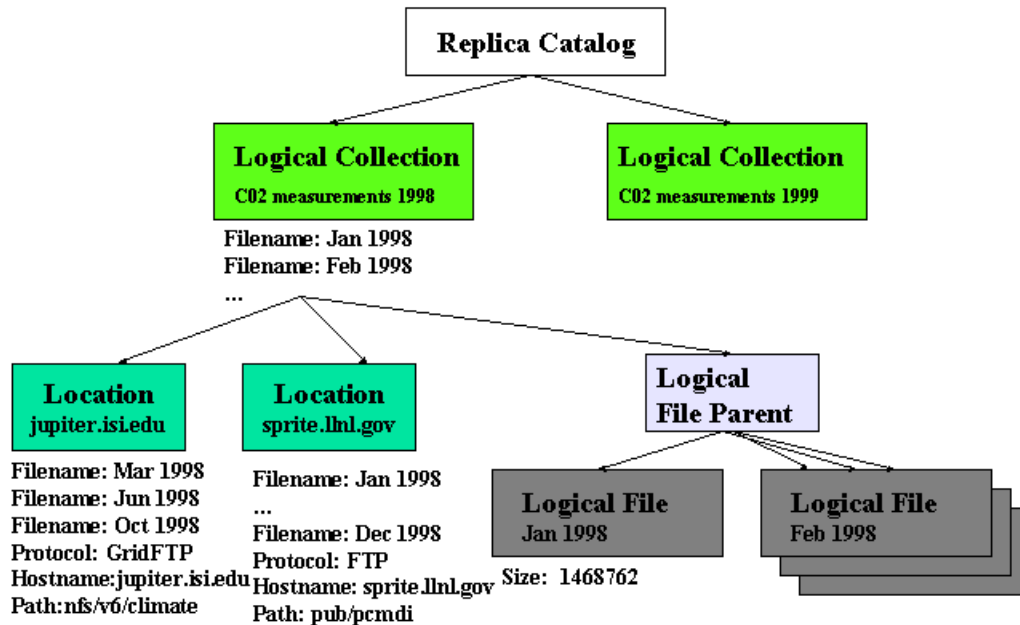 Replica Catalog
Logical Collection
C02 measurements 1998
Logical Collection
C02 measurements 1999
Filename: Jan 1998
Filename: Feb 1998
...
Location
jupiter.isi.edu
Location
sprite.llnl.gov
Logical
File Parent
Filename: Mar 1998
Filename: Jun 1998
Filename: Oct 1998
Protocol: GridFTP
Hostname:jupiter.isi.edu
Path:nfs/v6/climate
Filename: Jan 1998
...
Filename: Dec 1998
Protocol: FTP
Hostname: sprite.llnl.gov
Path: pub/pcmdi
Logical File
Jan 1998
Size: 1468762
Logical File
Feb 1998